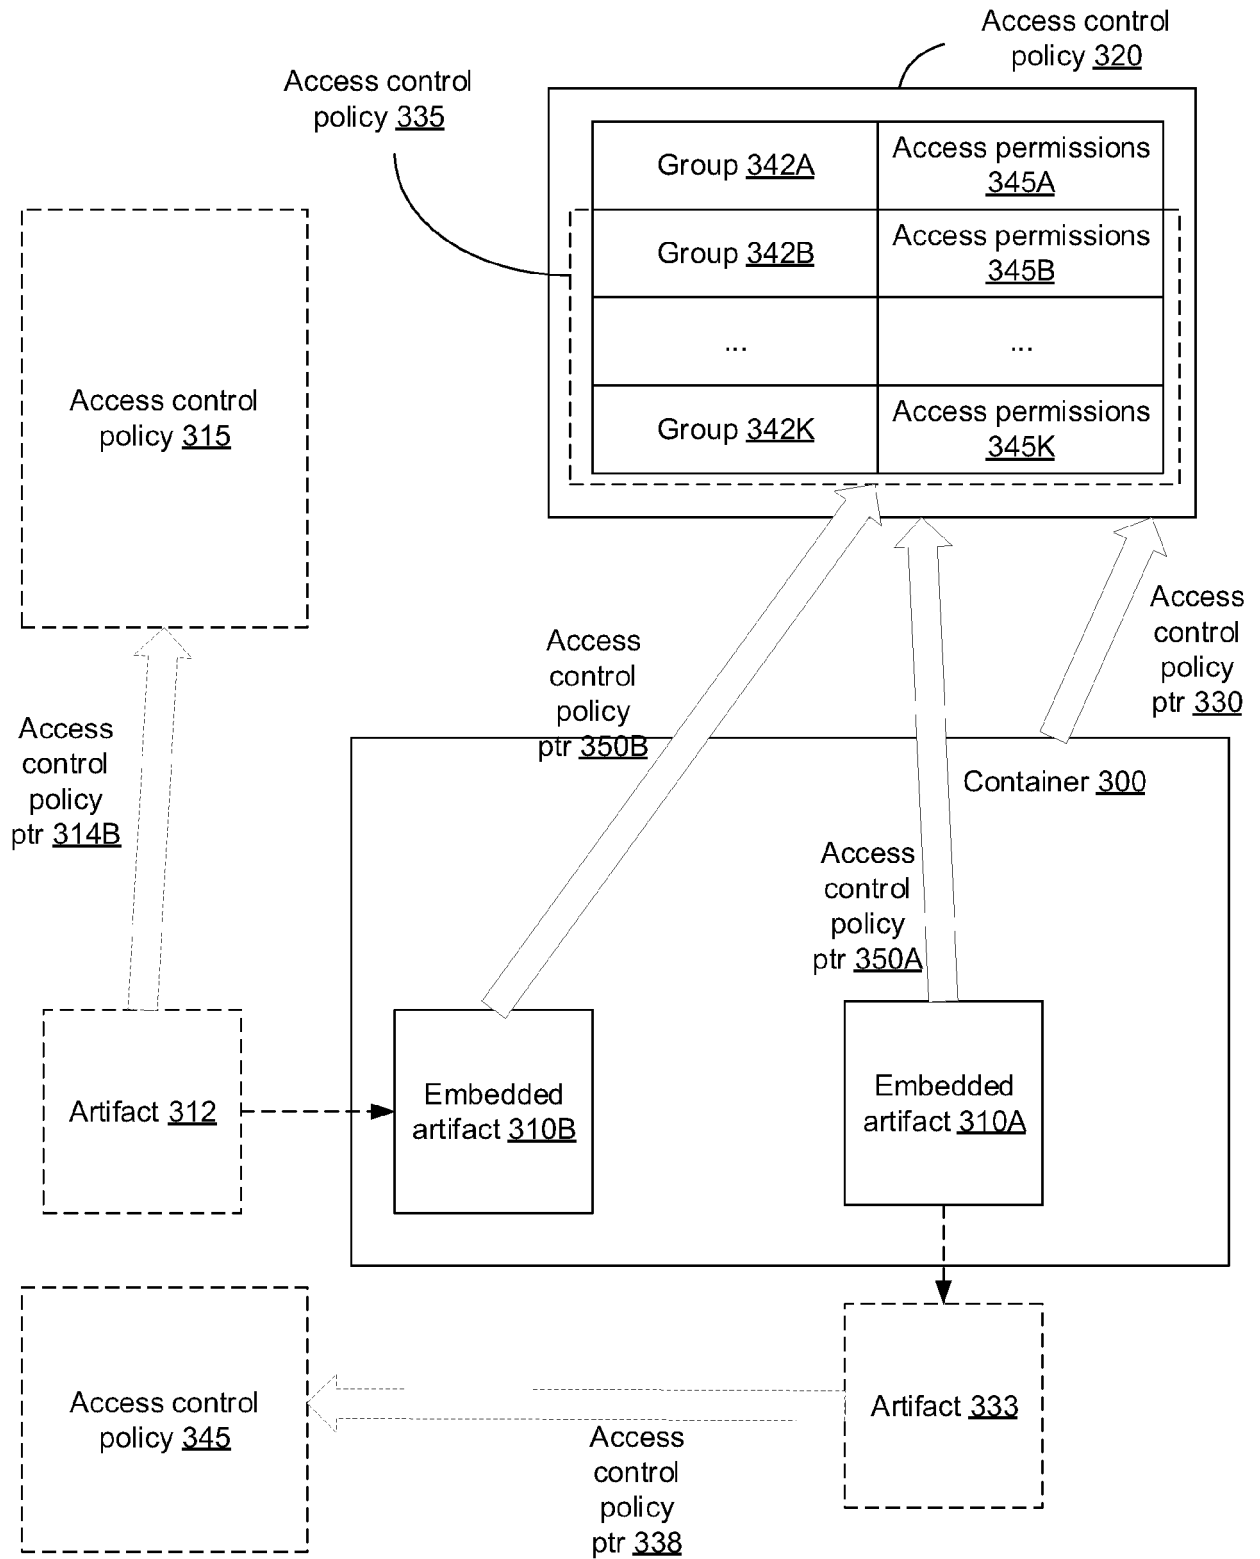 Access control
policy 320
Access control
policy 335
Group 342A
Access permissions
345A
Group 342B
Access permissions
345B
...
...
Group 342K
Access permissions
345K
Access control
policy 315
Access
control
policy
ptr 330
Access
control
policy
ptr 350B
Access
control
policy
ptr 314B
Container 300
Access
control
policy
ptr 350A
Artifact 312
Embedded
artifact 310B
Embedded
artifact 310A
Access control
policy 345
Artifact 333
Access
control
policy
ptr 338